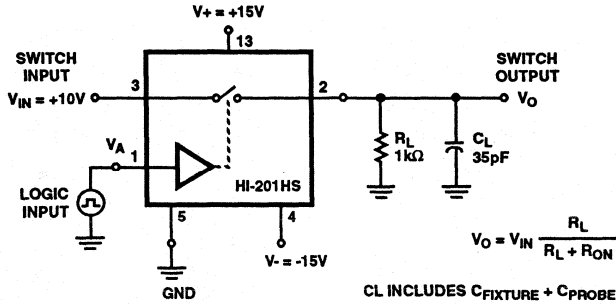 V+ = +15V
13
SWITCH
INPUT
SWITCH
OUTPUT
3
2
V_IN = +10V
V_O
V_A
1
R_L
1kΩ
C_L
35pF
HI-201HS
LOGIC
INPUT
5
4
V- = -15V
GND
V_O = V_IN R_L / R_L + R_ON
CL INCLUDES C_FIXTURE + C_PROBE